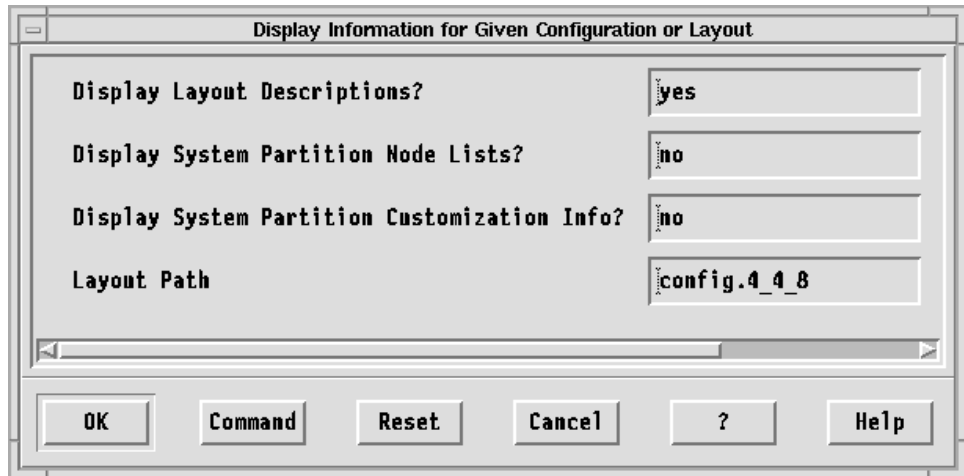 Display Information for Given Configuration or Layout
Display Layout Descriptions? yes
Display System Partition Node Lists? no
Display System Partition Customization Info? no
Layout Path config.4_4_8
OK Command Reset Cancel ? Help